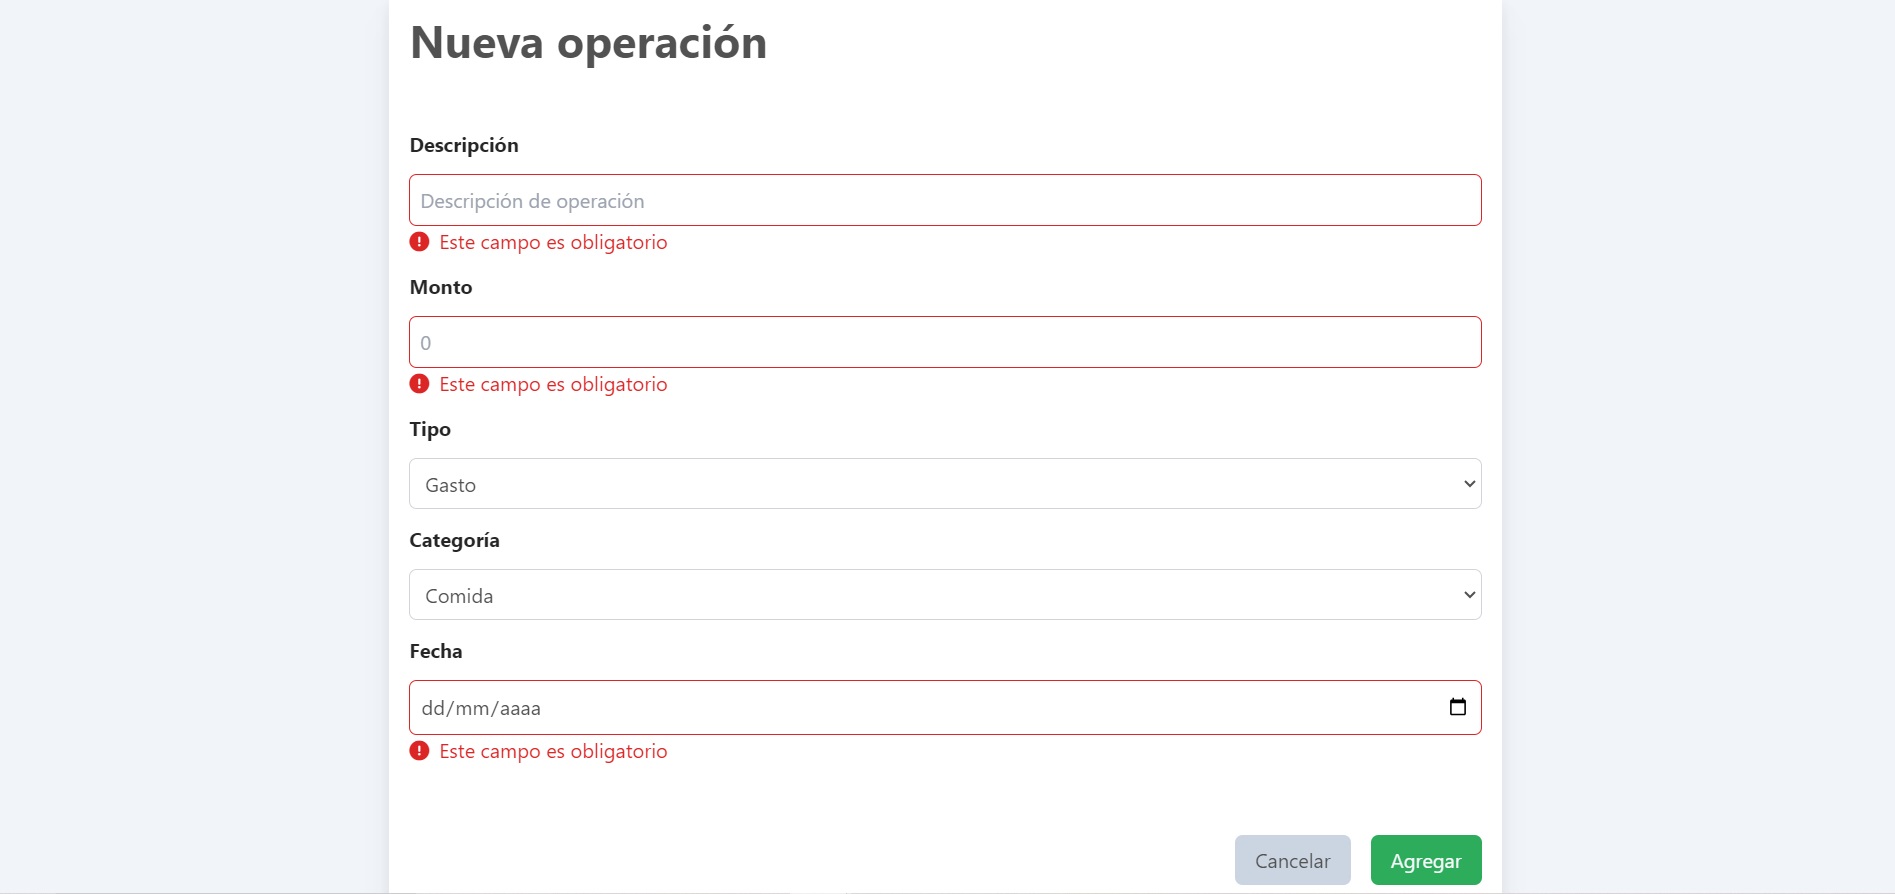 Nueva operación
Descripción
Descripción de operación
Este campo es obligatorio
Monto
0
Este campo es obligatorio
Tipo
Gasto
Categoría
Comida
Fecha
dd/mm/aaaa
Este campo es obligatorio
Cancelar Agregar